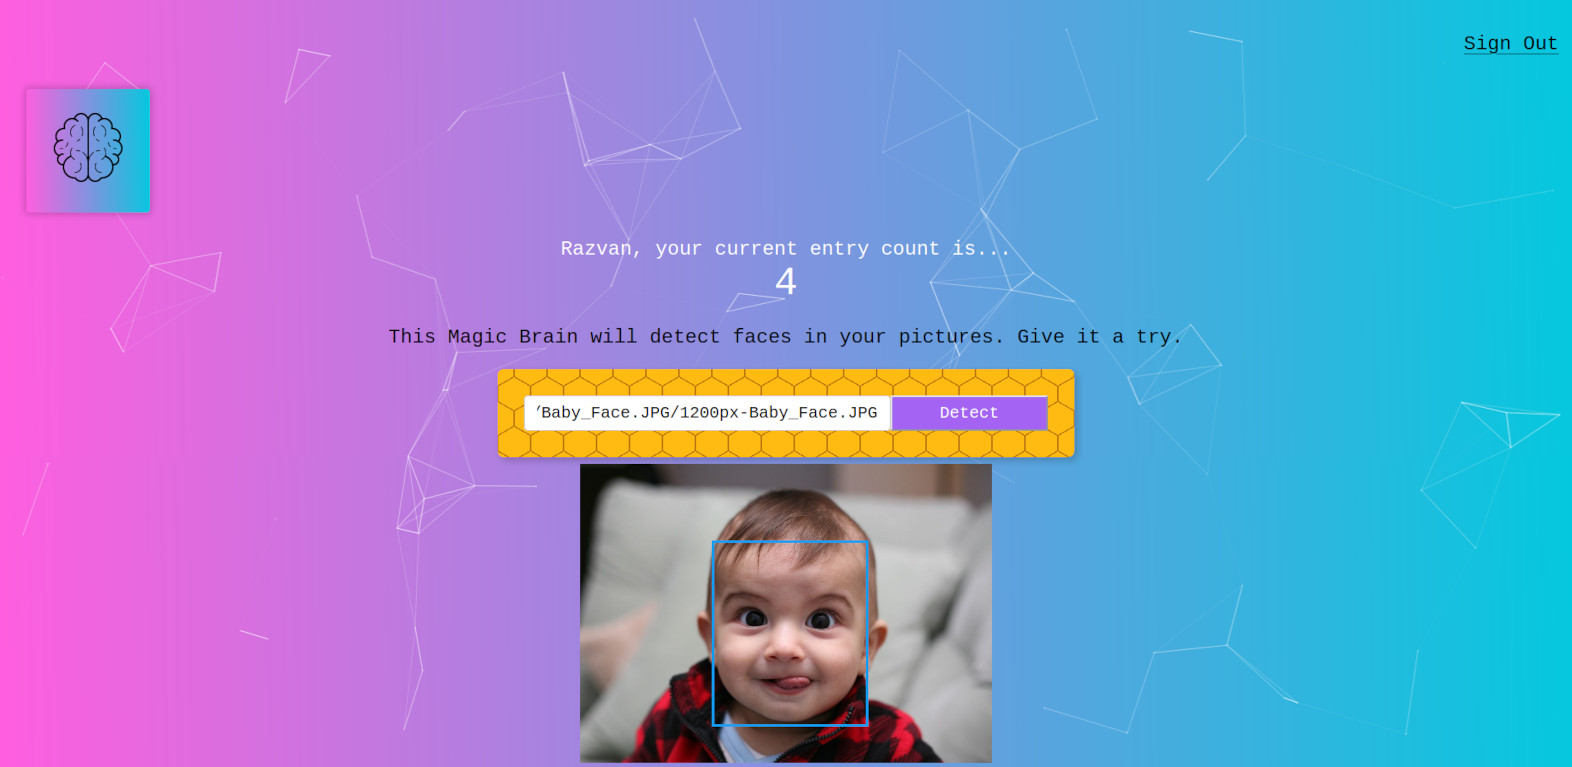 Sign Out
Razvan, your current entry count is...
4
This Magic Brain will detect faces in your pictures. Give it a try.
/Baby_Face.JPG/1200px-Baby_Face.JPG
Detect